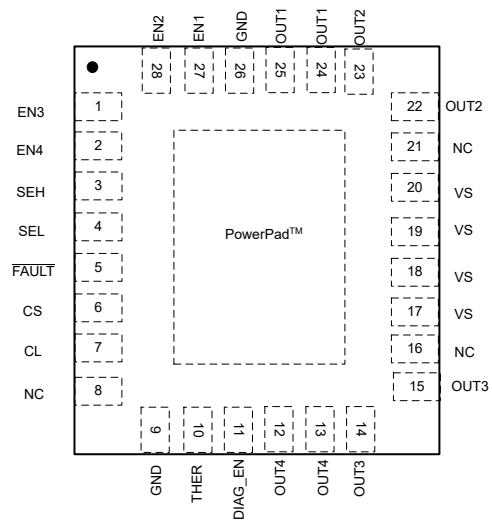 EN2 EN1 GND OUT1 OUT1 OUT2
28 27 26 25 24 23
EN3 1 22 OUT2
EN4 2 21 NC
SEH 3 20 VS
SEL 4 19 VS
FAULT 5 18 VS
CS 6 17 VS
CL 7 16 NC
NC 8 15 OUT3
PowerPad™
9 10 11 12 13 14
GND THER DIAG_EN OUT4 OUT4 OUT3